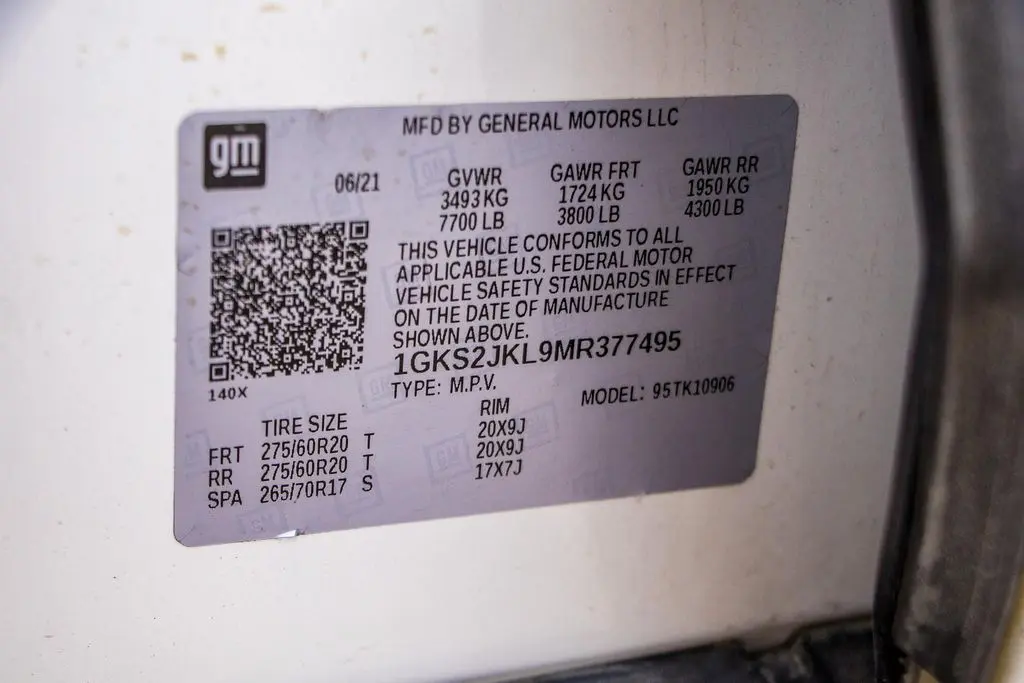 gm
MFD BY GENERAL MOTORS LLC
06/21
GVWR GAWR FRT GAWR RR
3493 KG 1724 KG 1950 KG
7700 LB 3800 LB 4300 LB
THIS VEHICLE CONFORMS TO ALL
APPLICABLE U.S. FEDERAL MOTOR
VEHICLE SAFETY STANDARDS IN EFFECT
ON THE DATE OF MANUFACTURE
SHOWN ABOVE.
1GKS2JKL9MR377495
TYPE: M.P.V. MODEL: 95TK10906
140X
TIRE SIZE RIM
FRT 275/60R20 T 20X9J
RR 275/60R20 T 20X9J
SPA 265/70R17 S 17X7J